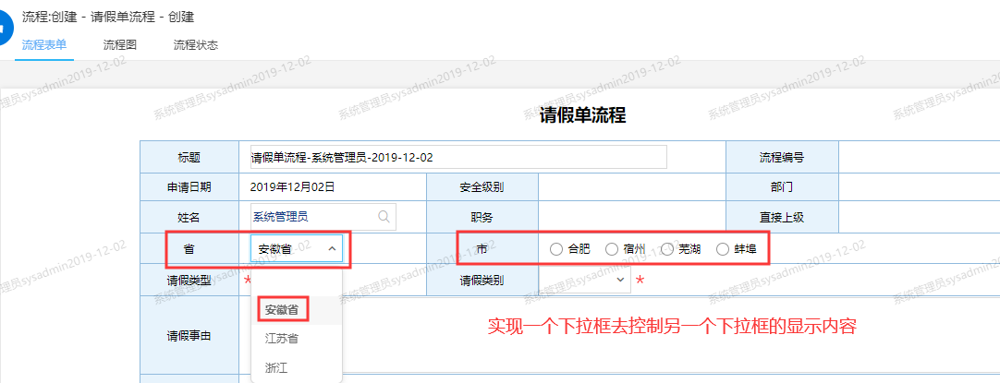 流程:创建 - 请假单流程 - 创建
流程表单 流程图 流程状态
系统管理员sysadmin2019-12-02
请假单流程
标题 请假单流程-系统管理员-2019-12-02 流程编号
申请日期 2019年12月02日 安全级别 部门
姓名 系统管理员 职务 直接上级
省 安徽省 市 合肥 宿州 芜湖 蚌埠
请假类型 * 请假类别 *
安徽省
江苏省
浙江
请假事由
实现一个下拉框去控制另一个下拉框的显示内容